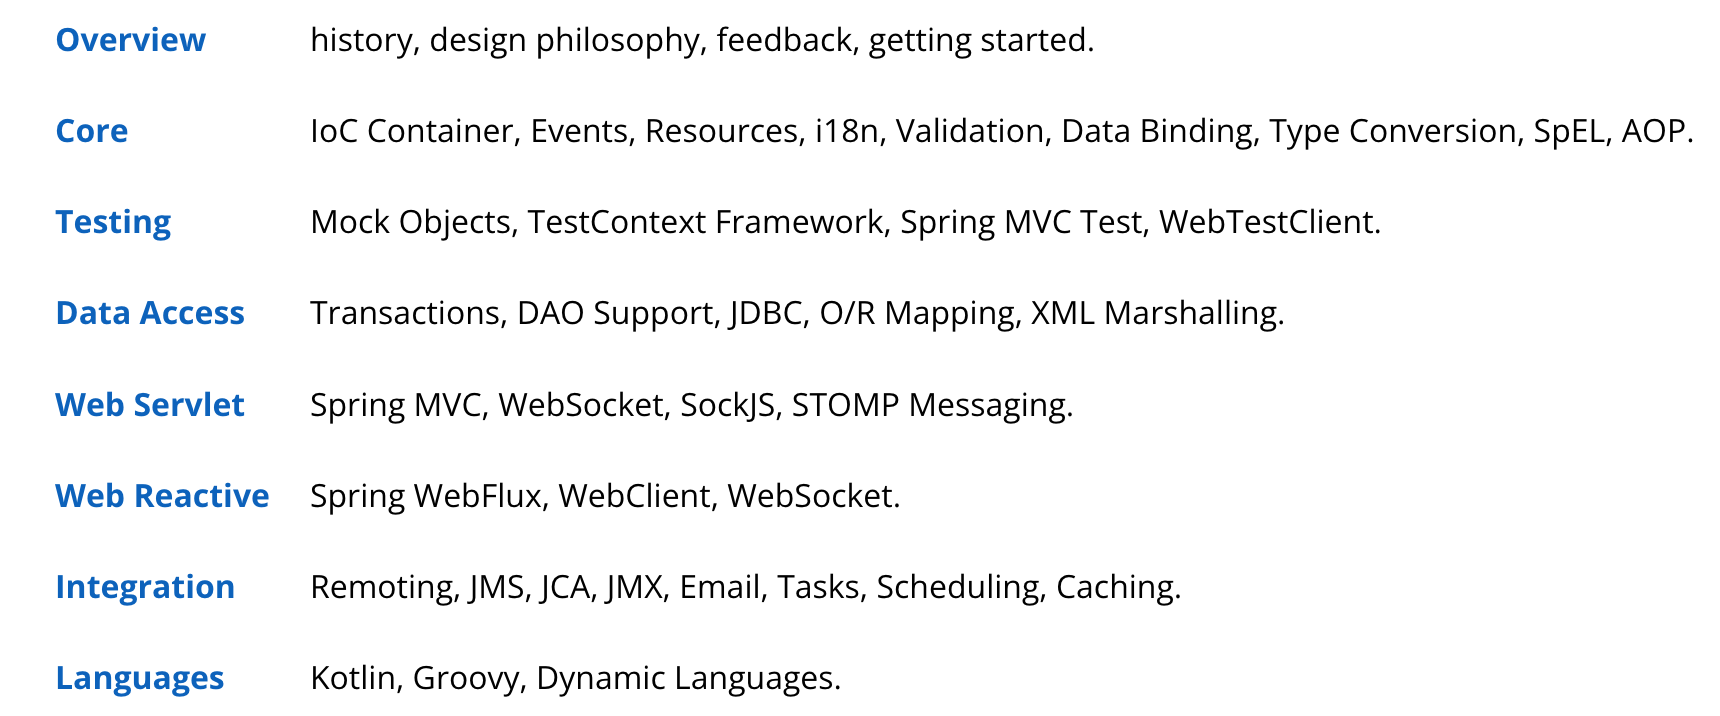 Overview history, design philosophy, feedback, getting started.
Core IoC Container, Events, Resources, i18n, Validation, Data Binding, Type Conversion, SpEL, AOP.
Testing Mock Objects, TestContext Framework, Spring MVC Test, WebTestClient.
Data Access Transactions, DAO Support, JDBC, O/R Mapping, XML Marshalling.
Web Servlet Spring MVC, WebSocket, SockJS, STOMP Messaging.
Web Reactive Spring WebFlux, WebClient, WebSocket.
Integration Remoting, JMS, JCA, JMX, Email, Tasks, Scheduling, Caching.
Languages Kotlin, Groovy, Dynamic Languages.